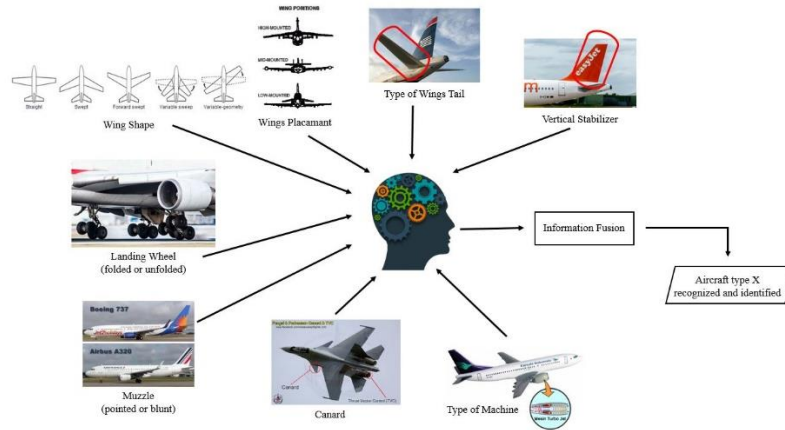 WING POSITIONS
HIGH-MOUNTED
MID-MOUNTED
LOW-MOUNTED
Straight
Swept
Forward swept
Variable sweep
Variable-geometry
Wing Shape
Wings Placamant
Type of Wings Tail
easyJet
Vertical Stabilizer
Landing Wheel
(folded or unfolded)
Information Fusion
Aircraft type X
recognized and identified
Boeing 737
Airbus A320
Muzzle
(pointed or blunt)
Canard
Canard
Type of Machine